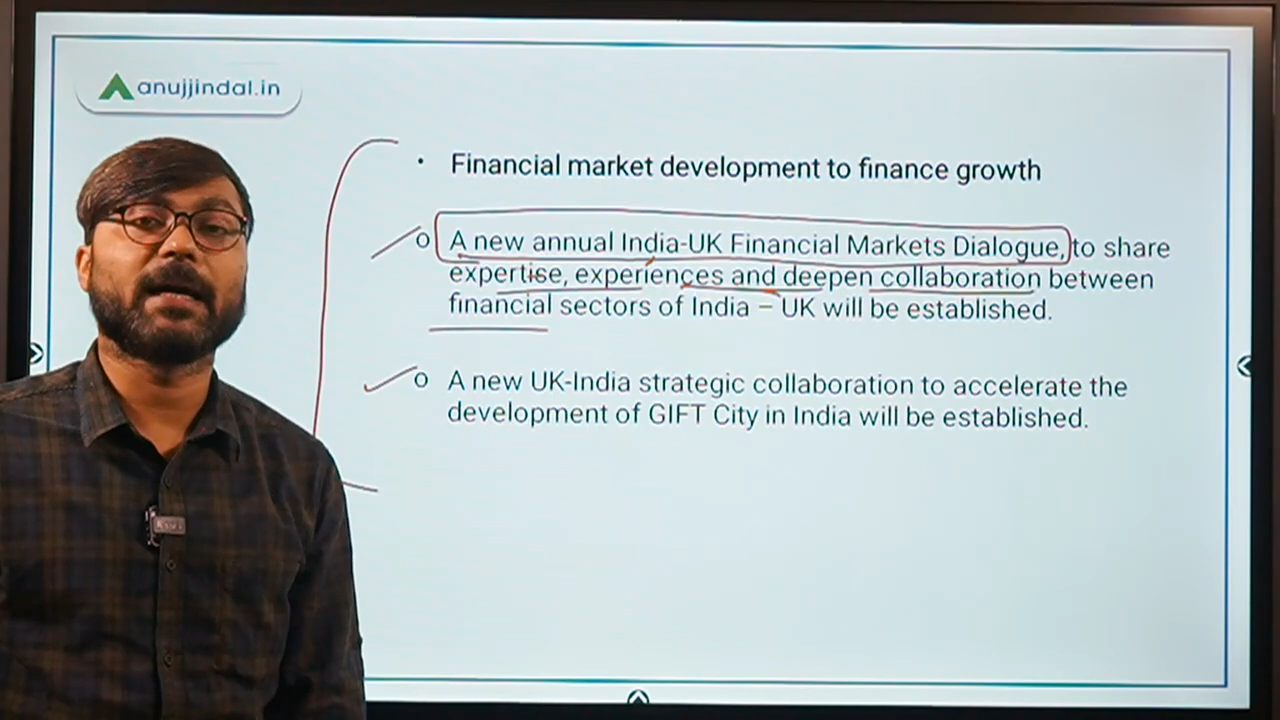 anujjindal.in
• Financial market development to finance growth
o A new annual India-UK Financial Markets Dialogue, to share
expertise, experiences and deepen collaboration between
financial sectors of India – UK will be established.
o A new UK-India strategic collaboration to accelerate the
development of GIFT City in India will be established.